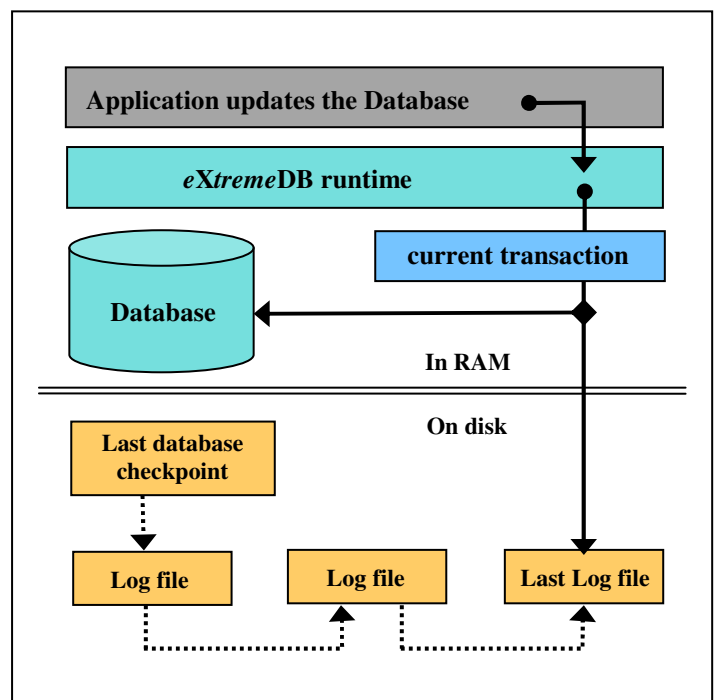 Application updates the Database
eXtremeDB runtime
current transaction
Database
In RAM
On disk
Last database
checkpoint
Log file
Log file
Last Log file